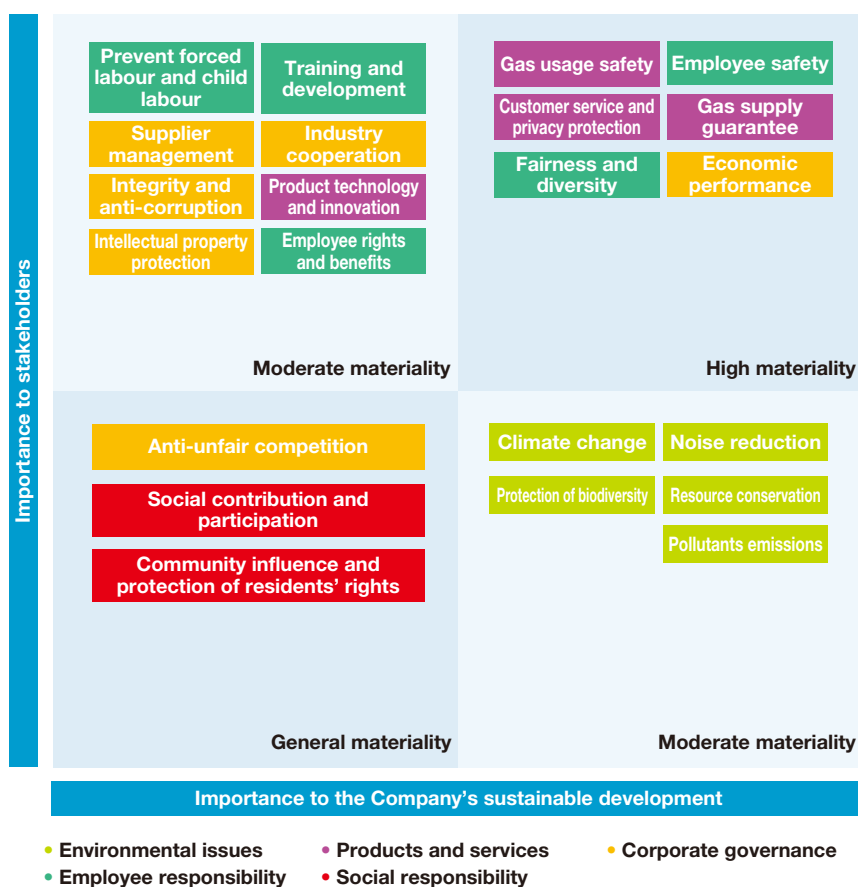 Importance to stakeholders
Prevent forced
labour and child
labour
Training and
development
Supplier
management
Industry
cooperation
Integrity and
anti-corruption
Product technology
and innovation
Intellectual property
protection
Employee rights
and benefits
Moderate materiality
Gas usage safety
Employee safety
Customer service and
privacy protection
Gas supply
guarantee
Fairness and
diversity
Economic
performance
High materiality
Anti-unfair competition
Social contribution and
participation
Community influence and
protection of residents’ rights
General materiality
Climate change
Noise reduction
Protection of biodiversity
Resource conservation
Pollutants emissions
Moderate materiality
Importance to the Company’s sustainable development
• Environmental issues
• Products and services
• Corporate governance
• Employee responsibility
• Social responsibility